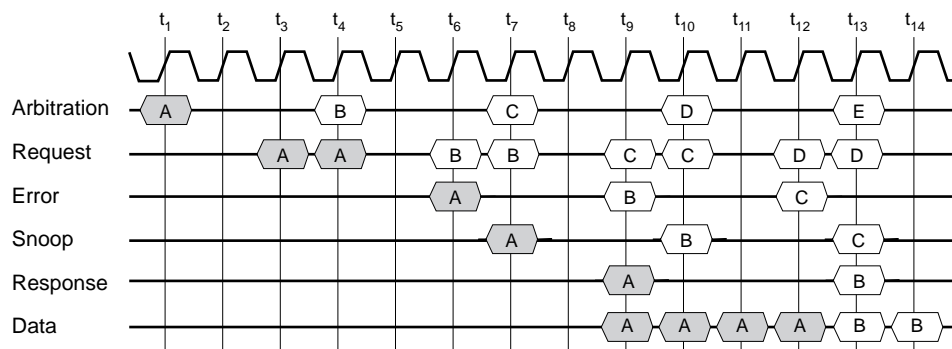 t1 t2 t3 t4 t5 t6 t7 t8 t9 t10 t11 t12 t13 t14
Arbitration A B C D E
Request A A B B C C D D
Error A B C
Snoop A B C
Response A B
Data A A A A B B